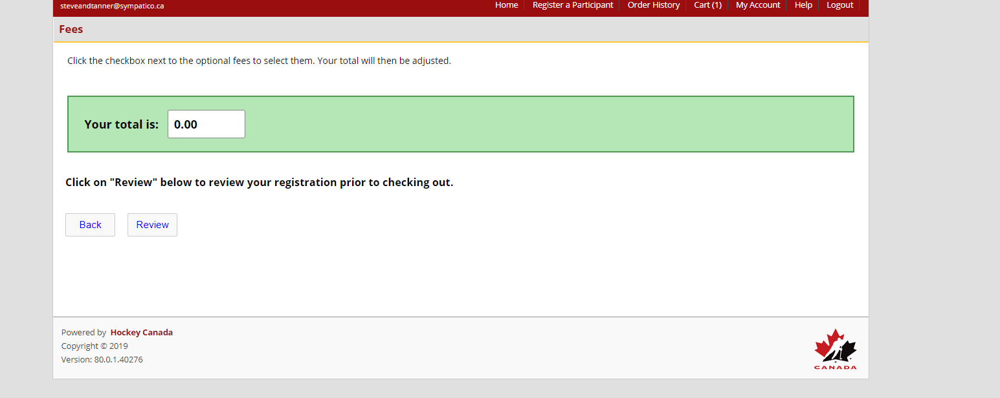 steveandtanner@sympatico.ca
Home Register a Participant Order History Cart (1) My Account Help Logout
Fees
Click the checkbox next to the optional fees to select them. Your total will then be adjusted.
Your total is: 0.00
Click on "Review" below to review your registration prior to checking out.
Back Review
Powered by Hockey Canada
Copyright © 2019
Version: 80.0.1.40276
CANADA